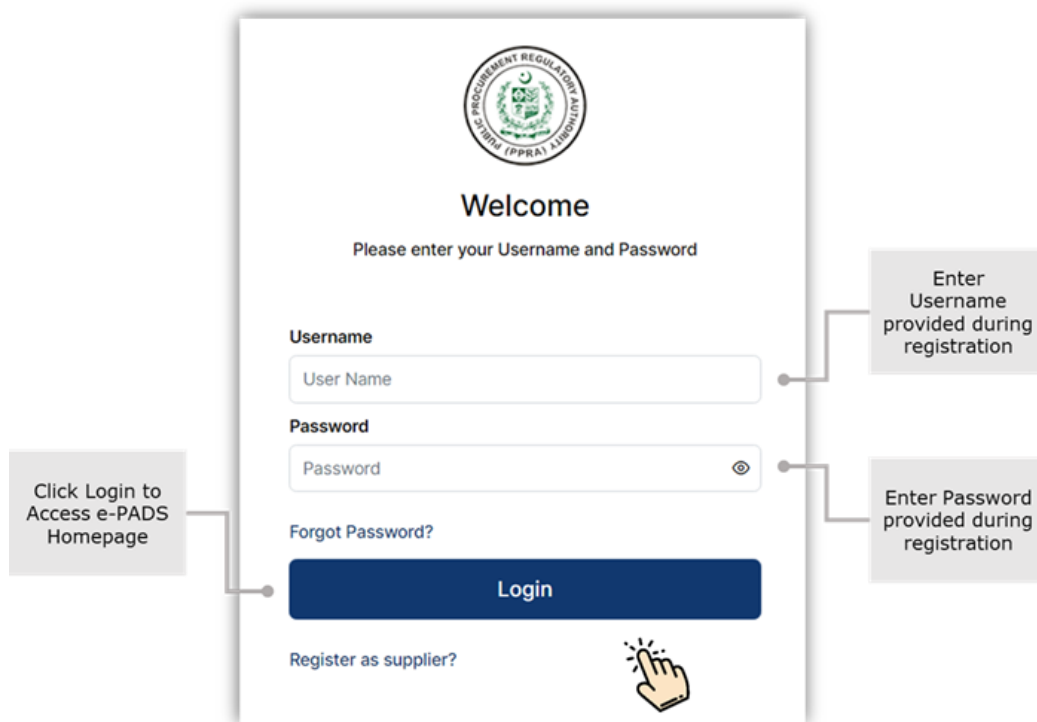 PUBLIC PROCUREMENT REGULATORY AUTHORITY
(PPRA)
Welcome
Please enter your Username and Password
Enter
Username
provided during
registration
Username
User Name
Password
Password
Click Login to
Access e-PADS
Homepage
Enter Password
provided during
registration
Forgot Password?
Login
Register as supplier?